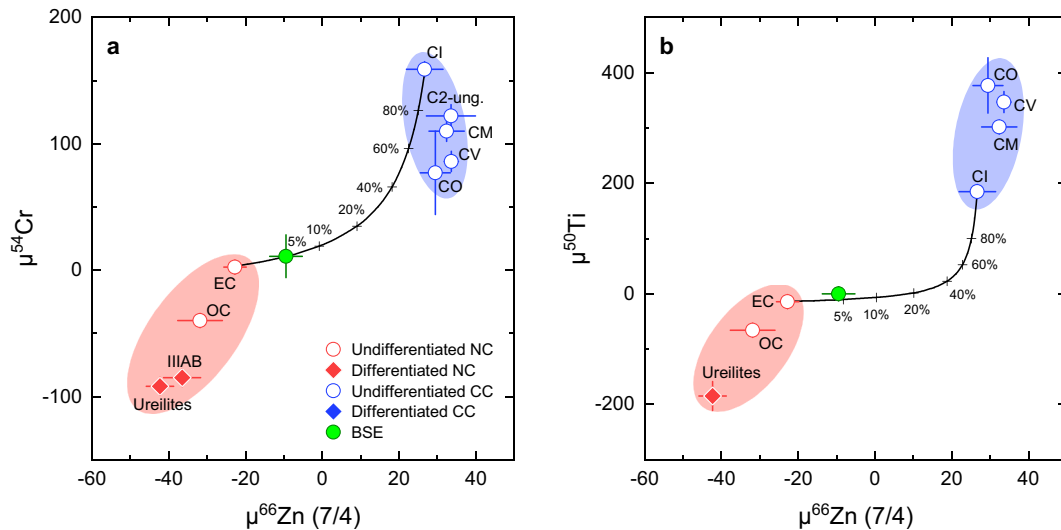 a
200
100
0
-100
μ⁵⁴Cr
CI
C2-ung.
80%
CM
60%
CV
CO
40%
20%
10%
5%
EC
OC
IIIAB
Ureilites
Undifferentiated NC
Differentiated NC
Undifferentiated CC
Differentiated CC
BSE
-60 -40 -20 0 20 40
μ⁶⁶Zn (7/4)
b
400
200
0
-200
μ⁵⁰Ti
CO
CV
CM
CI
80%
60%
40%
20%
10%
5%
EC
OC
Ureilites
-60 -40 -20 0 20 40
μ⁶⁶Zn (7/4)